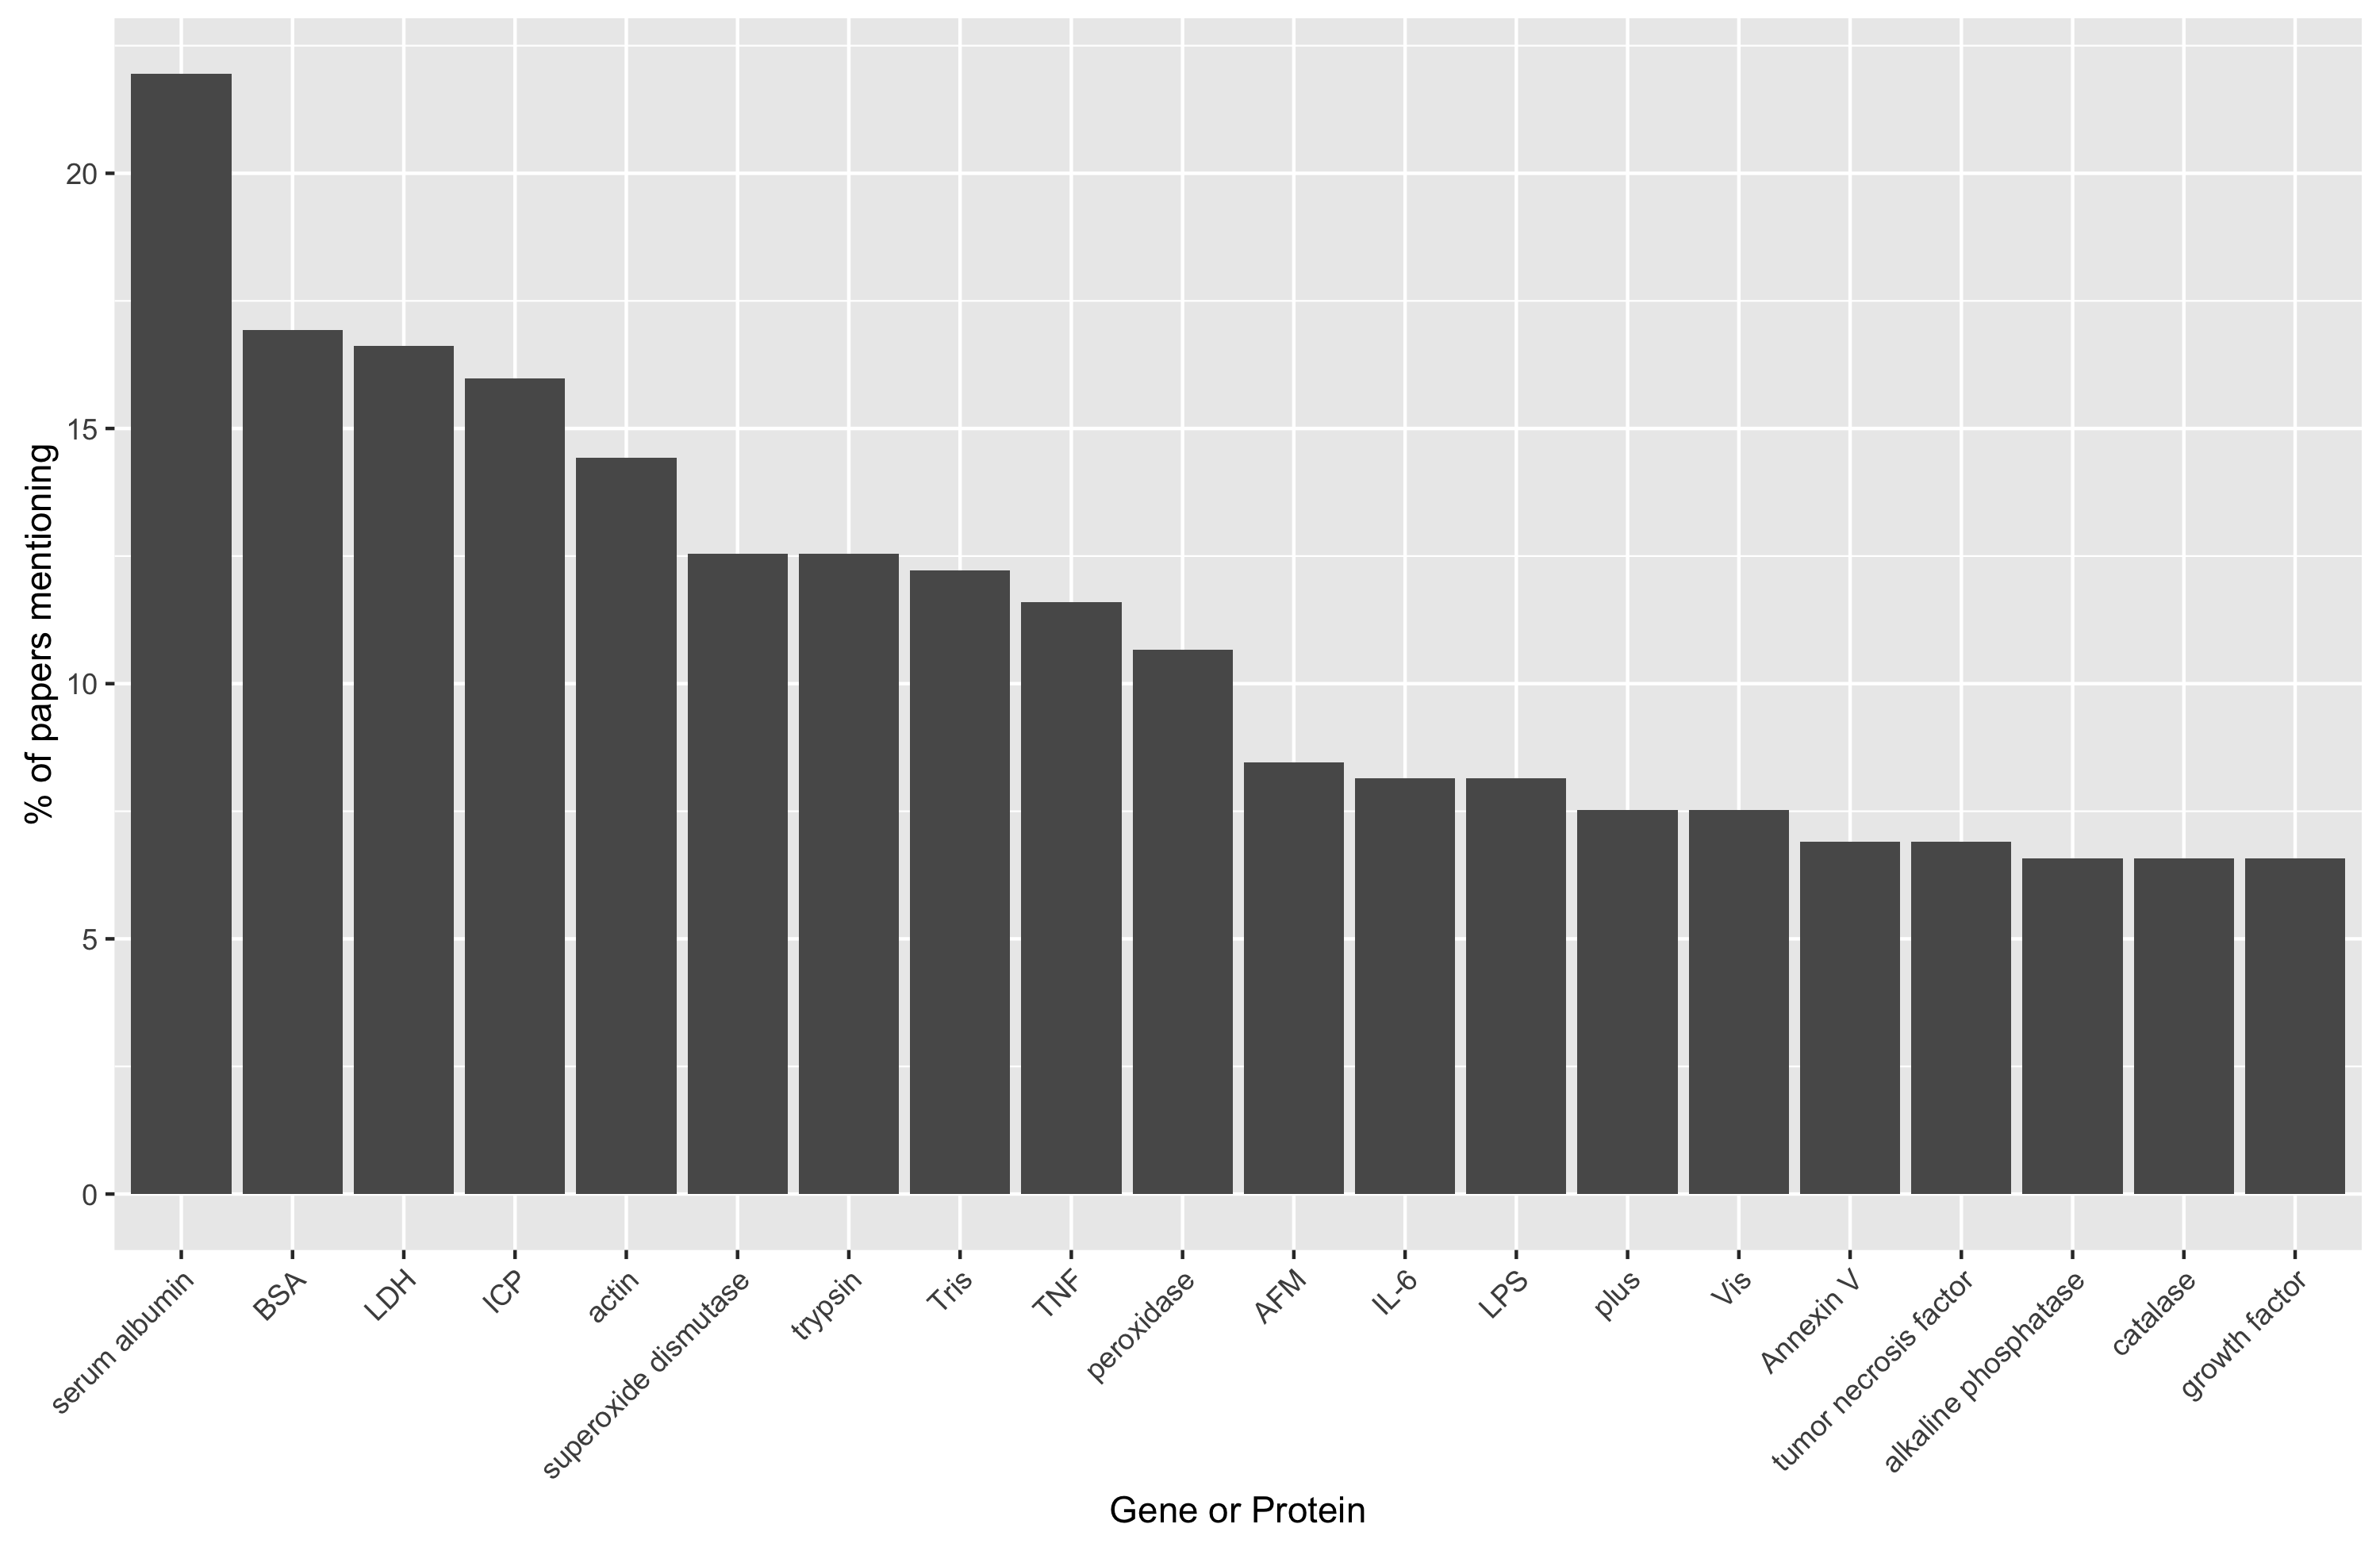 % of papers mentioning
20
15
10
5
0
serum albumin
BSA
LDH
ICP
actin
superoxide dismutase
trypsin
Tris
TNF
peroxidase
AFM
IL-6
LPS
plus
Vis
Annexin V
tumor necrosis factor
alkaline phosphatase
catalase
growth factor
Gene or Protein